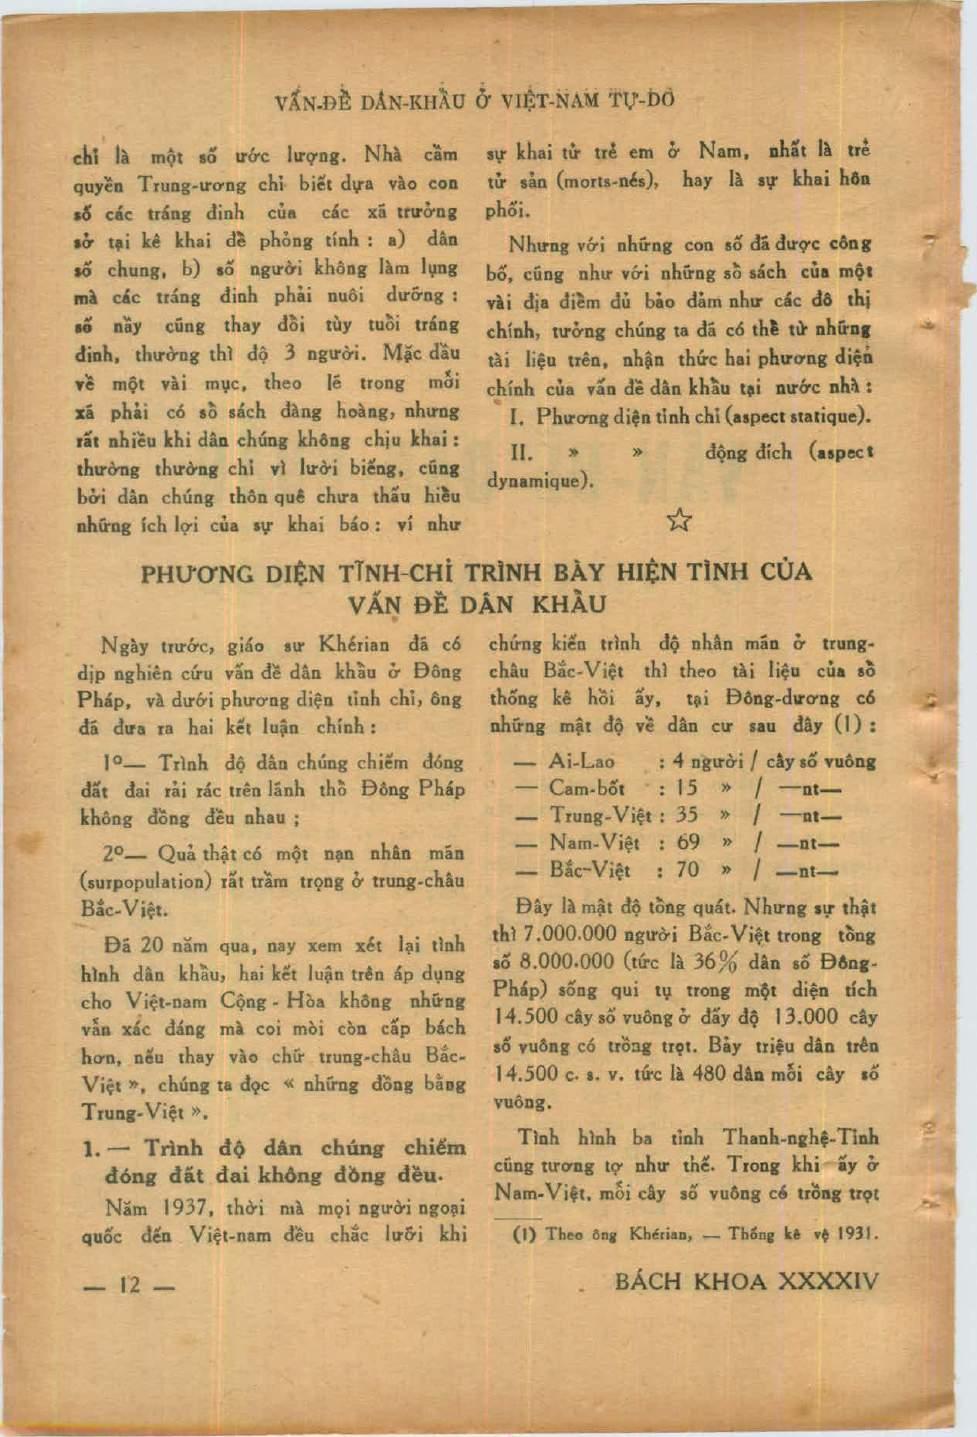 VẤN-ĐỀ DÂN-KHẨU Ở VIỆT-NAM TỰ-DO
chỉ là một số ước lượng. Nhà cầm
quyền Trung-ương chỉ biết dựa vào con
số các tráng đinh của các xã trưởng
sở tại kê khai để phỏng tính : a) dân
số chung, b) số người không làm lụng
mà các tráng đinh phải nuôi dưỡng :
số nầy cũng thay đổi tùy tuổi tráng
đinh, thường thì độ 3 người. Mặc dầu
về một vài mục, theo lẽ trong mỗi
xã phải có sổ sách đàng hoàng, nhưng
rất nhiều khi dân chúng không chịu khai :
thường thường chỉ vì lười biếng, cũng
bởi dân chúng thôn quê chưa thấu hiểu
những ích lợi của sự khai báo : ví như
sự khai tử trẻ em ở Nam, nhất là trẻ
tử sản (morts-nés), hay là sự khai hôn
phối.
Nhưng với những con số đã được công
bố, cũng như với những sổ sách của một
vài địa điểm đủ bảo đảm như các đô thị
chính, tưởng chúng ta đã có thể từ những
tài liệu trên, nhận thức hai phương diện
chính của vấn đề dân khẩu tại nước nhà :
I. Phương diện tĩnh chỉ (aspect statique).
II. » » động đích (aspect
dynamique).
☆
PHƯƠNG DIỆN TĨNH-CHỈ TRÌNH BÀY HIỆN TÌNH CỦA
VẤN ĐỀ DÂN KHẨU
Ngày trước, giáo sư Khérian đã có
dịp nghiên cứu vấn đề dân khẩu ở Đông
Pháp, và dưới phương diện tĩnh chỉ, ông
đã đưa ra hai kết luận chính :
1º— Trình độ dân chúng chiếm đóng
đất đai rải rác trên lãnh thổ Đông Pháp
không đồng đều nhau ;
2º— Quả thật có một nạn nhân mãn
(surpopulation) rất trầm trọng ở trung-châu
Bắc-Việt.
Đã 20 năm qua, nay xem xét lại tình
hình dân khẩu, hai kết luận trên áp dụng
cho Việt-nam Cộng - Hòa không những
vẫn xác đáng mà coi mòi còn cấp bách
hơn, nếu thay vào chữ trung-châu Bắc-
Việt », chúng ta đọc « những đồng bằng
Trung-Việt ».
1. — Trình độ dân chúng chiếm
đóng đất đai không đồng đều.
Năm 1937, thời mà mọi người ngoại
quốc đến Việt-nam đều chắc lưỡi khi
chứng kiến trình độ nhân mãn ở trung-
châu Bắc-Việt thì theo tài liệu của sổ
thống kê hồi ấy, tại Đông-dương có
những mật độ về dân cư sau đây (1) :
— Ai-Lao : 4 người / cây số vuông
— Cam-bốt : 15 » / —nt—
— Trung-Việt : 35 » / —nt—
— Nam-Việt : 69 » / —nt—
— Bắc-Việt : 70 » / —nt—
Đây là mật độ tổng quát. Nhưng sự thật
thì 7.000.000 người Bắc-Việt trong tổng
số 8.000.000 (tức là 36% dân số Đông-
Pháp) sống qui tụ trong một diện tích
14.500 cây số vuông ở đấy độ 13.000 cây
số vuông có trồng trọt. Bảy triệu dân trên
14.500 c. s. v. tức là 480 dân mỗi cây số
vuông.
Tình hình ba tỉnh Thanh-nghệ-Tĩnh
cũng tương tợ như thế. Trong khi ấy ở
Nam-Việt, mỗi cây số vuông có trồng trọt
(1) Theo ông Khérian, — Thống kê vệ 1931.
— 12 —
BÁCH KHOA XXXXIV